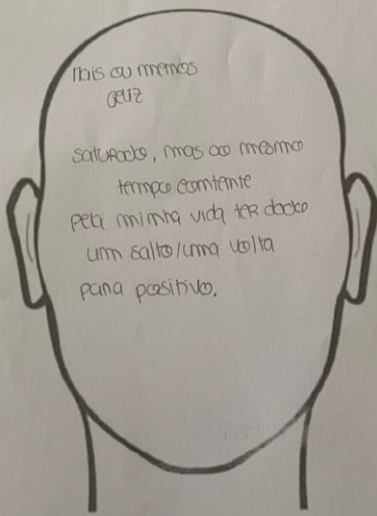 Mais ou menos
feliz
saturado, mas ao mesmo
tempo contente
pela minha vida ter dado
um salto/uma volta
para positivo.